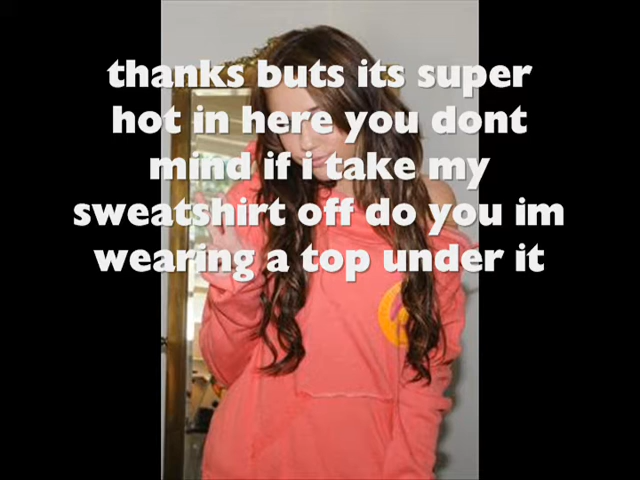 thanks buts its super
hot in here you dont
mind if i take my
sweatshirt off do you im
wearing a top under it